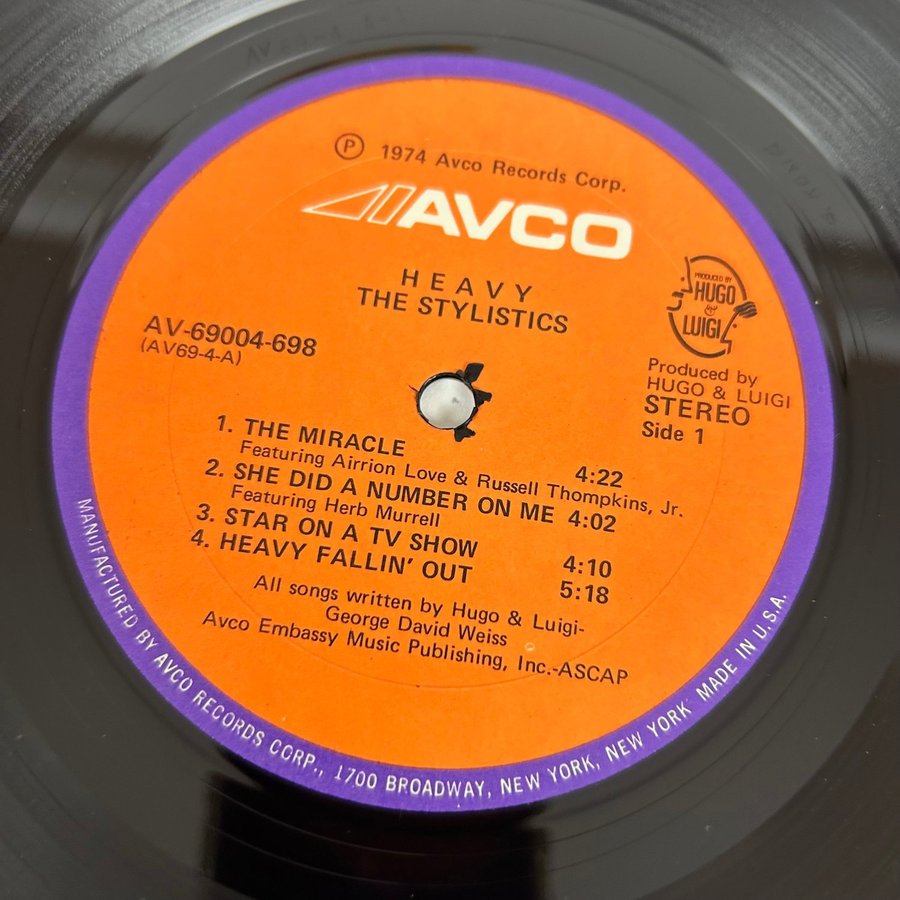 Ⓟ 1974 Avco Records Corp.
AVCO
HEAVY
THE STYLISTICS
PRODUCED BY
HUGO
&
LUIGI
AV-69004-698
(AV69-4-A)
Produced by
HUGO & LUIGI
STEREO
Side 1
1. THE MIRACLE 4:22
Featuring Airrion Love & Russell Thompkins, Jr.
2. SHE DID A NUMBER ON ME 4:02
Featuring Herb Murrell
3. STAR ON A TV SHOW 4:10
4. HEAVY FALLIN' OUT 5:18
All songs written by Hugo & Luigi-
George David Weiss
Avco Embassy Music Publishing, Inc.-ASCAP
MANUFACTURED BY AVCO RECORDS CORP., 1700 BROADWAY, NEW YORK, NEW YORK MADE IN U.S.A.